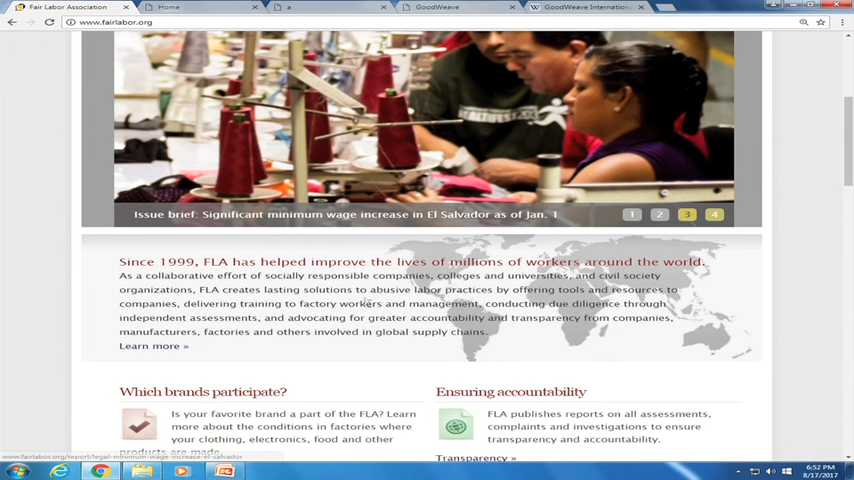 Fair Labor Association
Home
a
GoodWeave
GoodWeave Internationa
www.fairlabor.org
Issue brief: Significant minimum wage increase in El Salvador as of Jan. 1
1 2 3 4
Since 1999, FLA has helped improve the lives of millions of workers around the world.
As a collaborative effort of socially responsible companies, colleges and universities, and civil society
organizations, FLA creates lasting solutions to abusive labor practices by offering tools and resources to
companies, delivering training to factory workers and management, conducting due diligence through
independent assessments, and advocating for greater accountability and transparency from companies,
manufacturers, factories and others involved in global supply chains.
Learn more »
Which brands participate?
Is your favorite brand a part of the FLA? Learn
more about the conditions in factories where
your clothing, electronics, food and other
products are made.
Ensuring accountability
FLA publishes reports on all assessments,
complaints and investigations to ensure
transparency and accountability.
Transparency »
www.fairlabor.org/report/legal-minimum-wage-increase-el-salvador
6:52 PM
8/17/2017